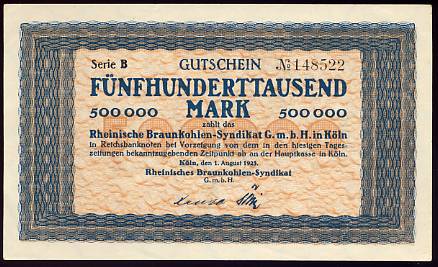 Serie B GUTSCHEIN № 148522
FÜNFHUNDERTTAUSEND
500 000 MARK 500 000
zahlt das
Rheinische Braunkohlen-Syndikat G.m.b.H. in Köln
in Reichsbanknoten bei Vorzeigung von dem in den hiesigen Tages-
zeitungen bekanntzugebenden Zeitpunkt ab an der Hauptkasse in Köln.
Köln, den 1. August 1923.
Rheinisches Braunkohlen-Syndikat
G.m.b.H.